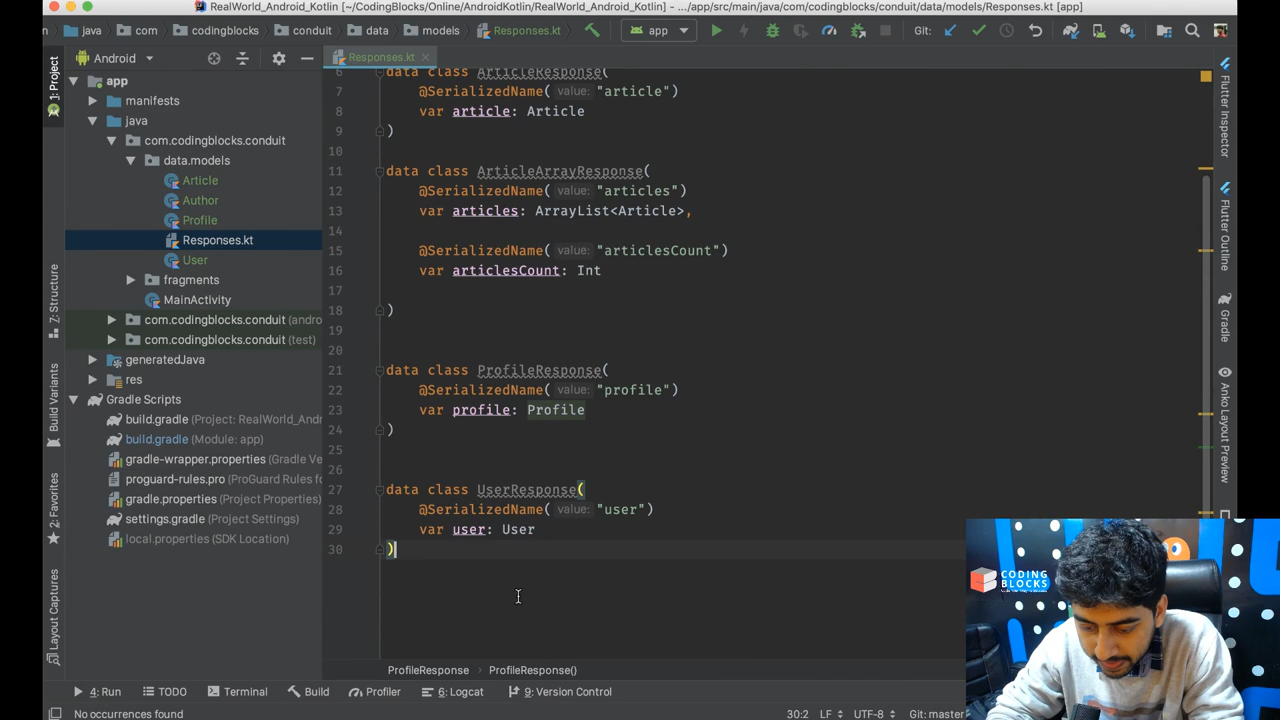 RealWorld_Android_Kotlin [~/CodingBlocks/Online/AndroidKotlin/RealWorld_Android_Kotlin] - .../app/src/main/java/com/codingblocks/conduit/data/models/Responses.kt [app]
java com codingblocks conduit data models Responses.kt app Git:
Android
Responses.kt
1: Project
Z: Structure
Build Variants
2: Favorites
Layout Captures
app
manifests
java
com.codingblocks.conduit
data.models
Article
Author
Profile
Responses.kt
User
fragments
MainActivity
com.codingblocks.conduit (andro
com.codingblocks.conduit (test)
generatedJava
res
Gradle Scripts
build.gradle (Project: RealWorld_Andr
build.gradle (Module: app)
gradle-wrapper.properties (Gradle Ve
proguard-rules.pro (ProGuard Rules for
gradle.properties (Project Properties)
settings.gradle (Project Settings)
local.properties (SDK Location)
6 data class ArticleResponse(
7 @SerializedName( value: "article")
8 var article: Article
9 )
10
11 data class ArticleArrayResponse(
12 @SerializedName( value: "articles")
13 var articles: ArrayList<Article>,
14
15 @SerializedName( value: "articlesCount")
16 var articlesCount: Int
17
18 )
19
20
21 data class ProfileResponse(
22 @SerializedName( value: "profile")
23 var profile: Profile
24 )
25
26
27 data class UserResponse(
28 @SerializedName( value: "user")
29 var user: User
30 )
Flutter Inspector
Flutter Outline
Gradle
Anko Layout Preview
CODING
BLOCKS
ProfileResponse ProfileResponse()
4: Run TODO Terminal Build Profiler 6: Logcat 9: Version Control
No occurrences found 30:2 LF UTF-8 Git: master